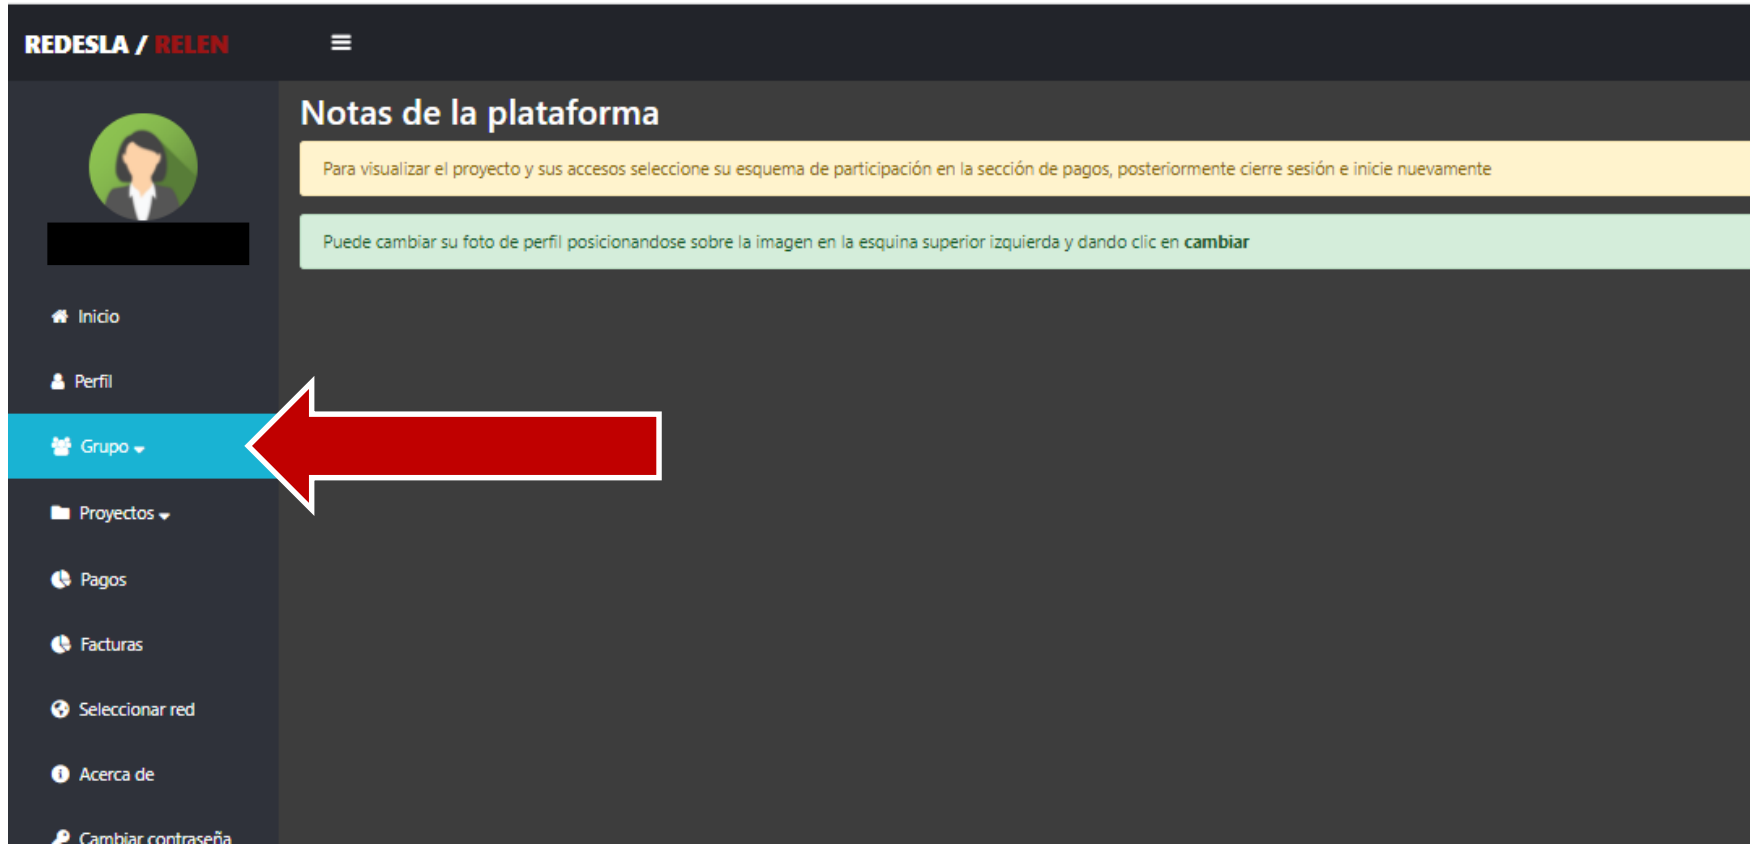 REDESLA / RELEN
Notas de la plataforma
Para visualizar el proyecto y sus accesos seleccione su esquema de participación en la sección de pagos, posteriormente cierre sesión e inicie nuevamente
Puede cambiar su foto de perfil posicionandose sobre la imagen en la esquina superior izquierda y dando clic en cambiar
Inicio
Perfil
Grupo
Proyectos
Pagos
Facturas
Seleccionar red
Acerca de
Cambiar contraseña